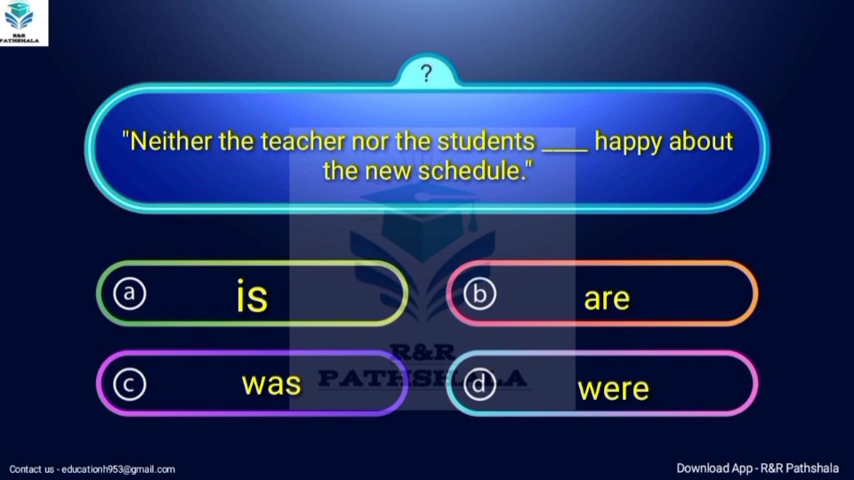 R&R
PATHSHALA
?
"Neither the teacher nor the students ____ happy about
the new schedule."
a is
b are
R&R
PATHSHALA
c was
d were
Contact us - educationh953@gmail.com
Download App - R&R Pathshala